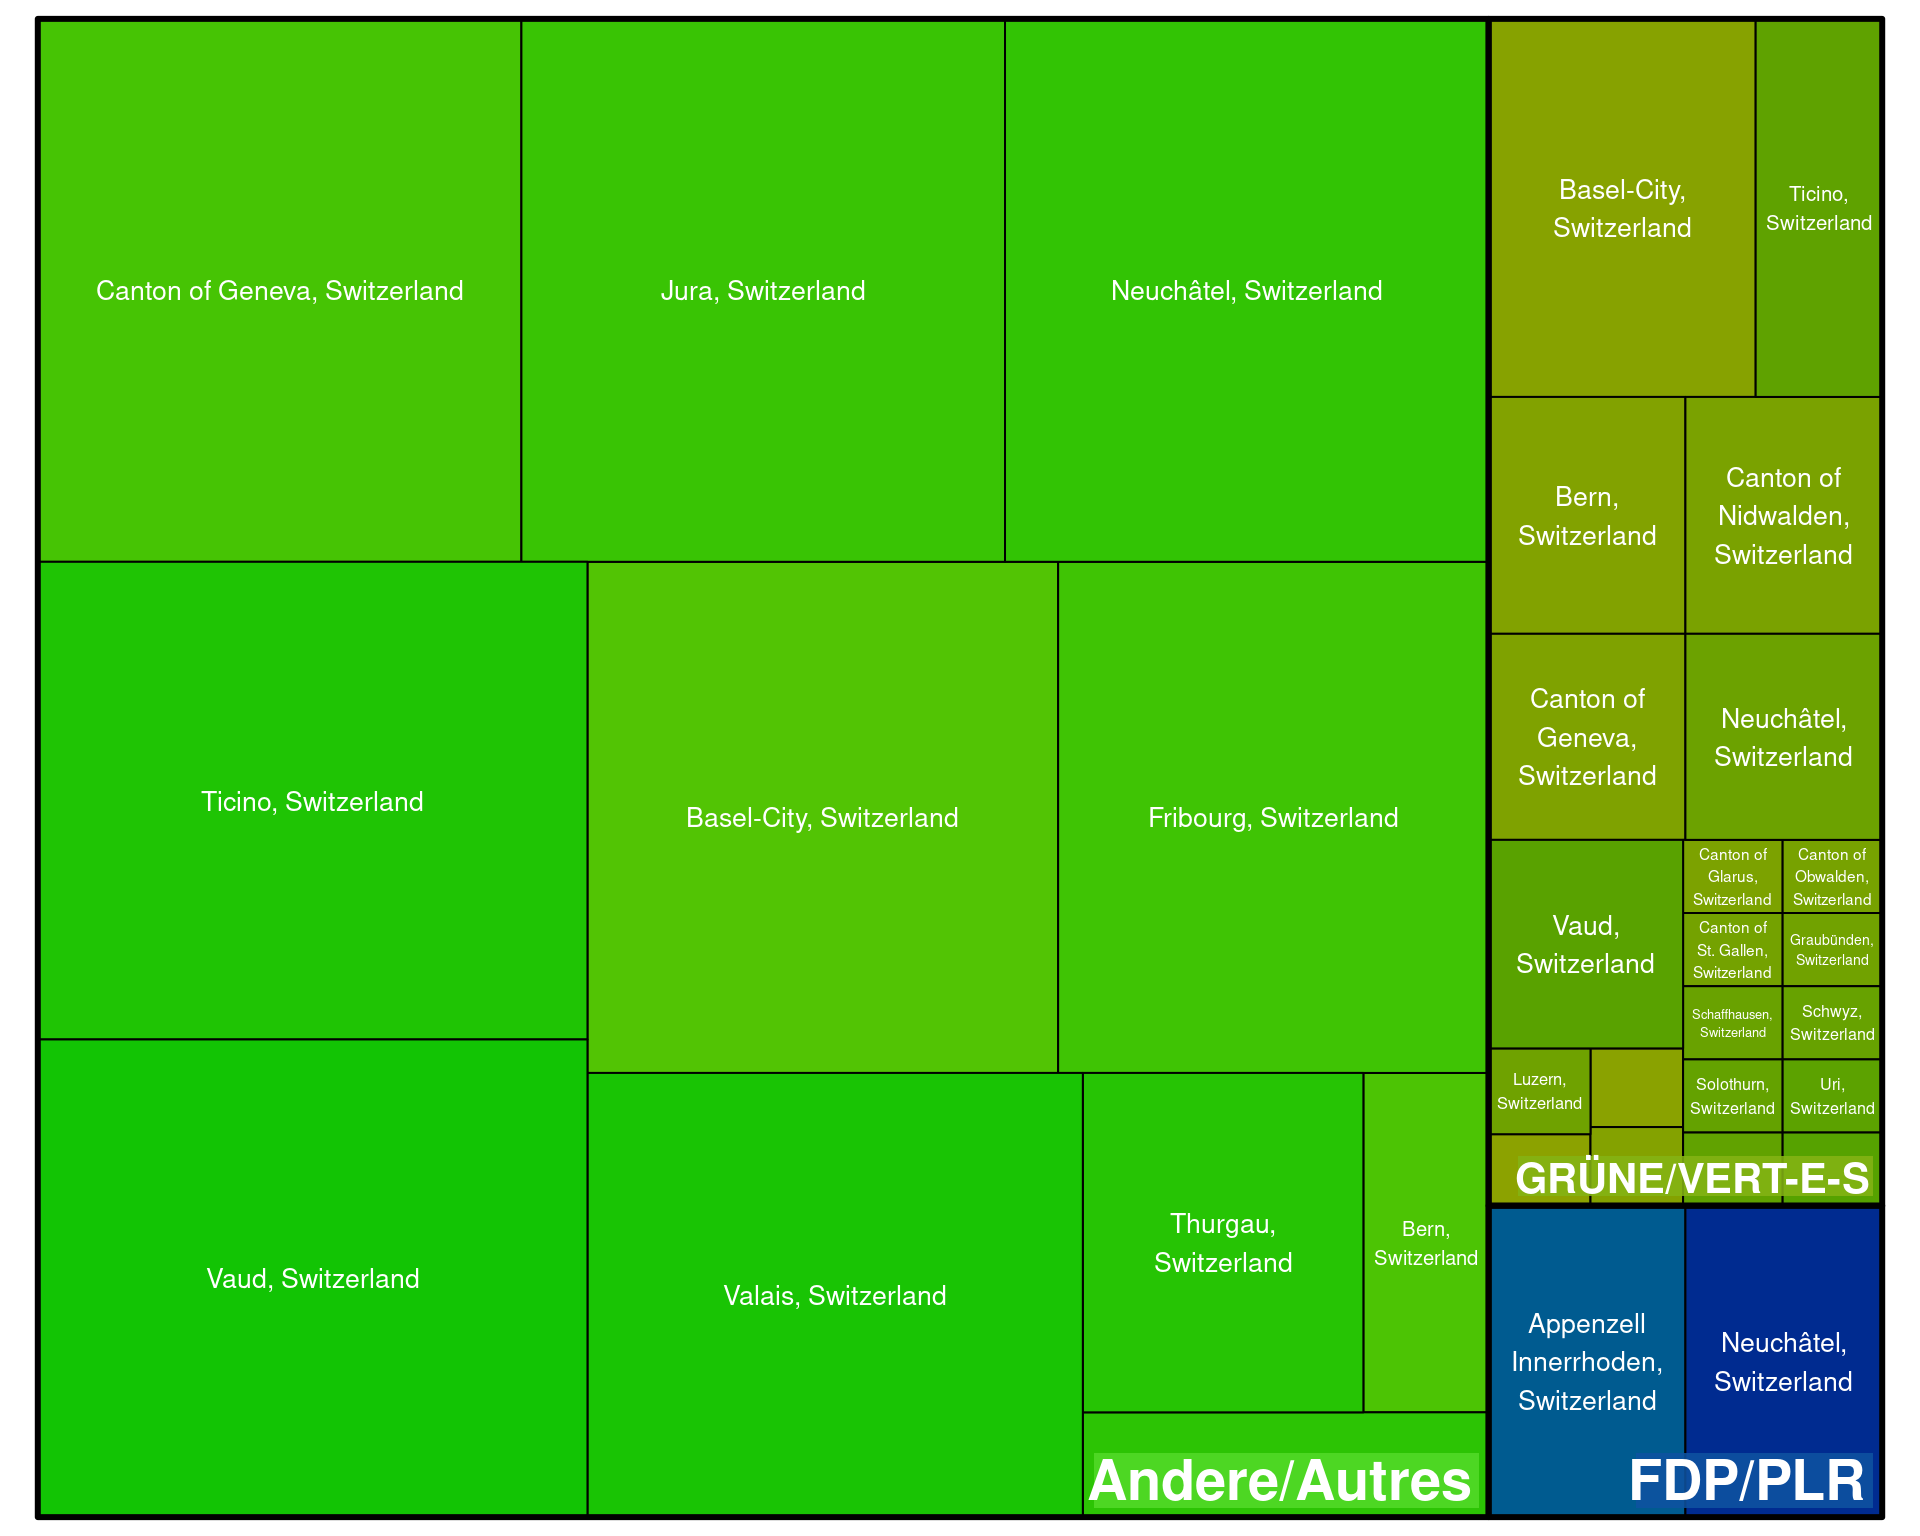 Canton of Geneva, Switzerland
Jura, Switzerland
Neuchâtel, Switzerland
Ticino, Switzerland
Basel-City, Switzerland
Fribourg, Switzerland
Vaud, Switzerland
Valais, Switzerland
Thurgau,
Switzerland
Bern,
Switzerland
Andere/Autres
Basel-City,
Switzerland
Ticino,
Switzerland
Bern,
Switzerland
Canton of
Nidwalden,
Switzerland
Canton of
Geneva,
Switzerland
Neuchâtel,
Switzerland
Vaud,
Switzerland
Canton of
Glarus,
Switzerland
Canton of
Obwalden,
Switzerland
Canton of
St. Gallen,
Switzerland
Graubünden,
Switzerland
Schaffhausen,
Switzerland
Schwyz,
Switzerland
Luzern,
Switzerland
Solothurn,
Switzerland
Uri,
Switzerland
GRÜNE/VERT-E-S
Appenzell
Innerrhoden,
Switzerland
Neuchâtel,
Switzerland
FDP/PLR